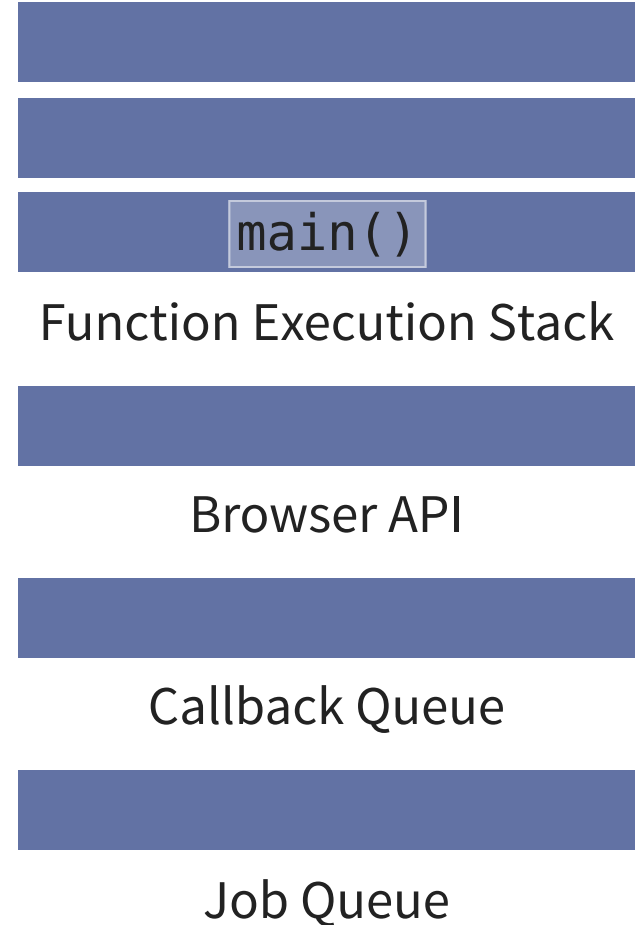 main()
Function Execution Stack
Browser API
Callback Queue
Job Queue